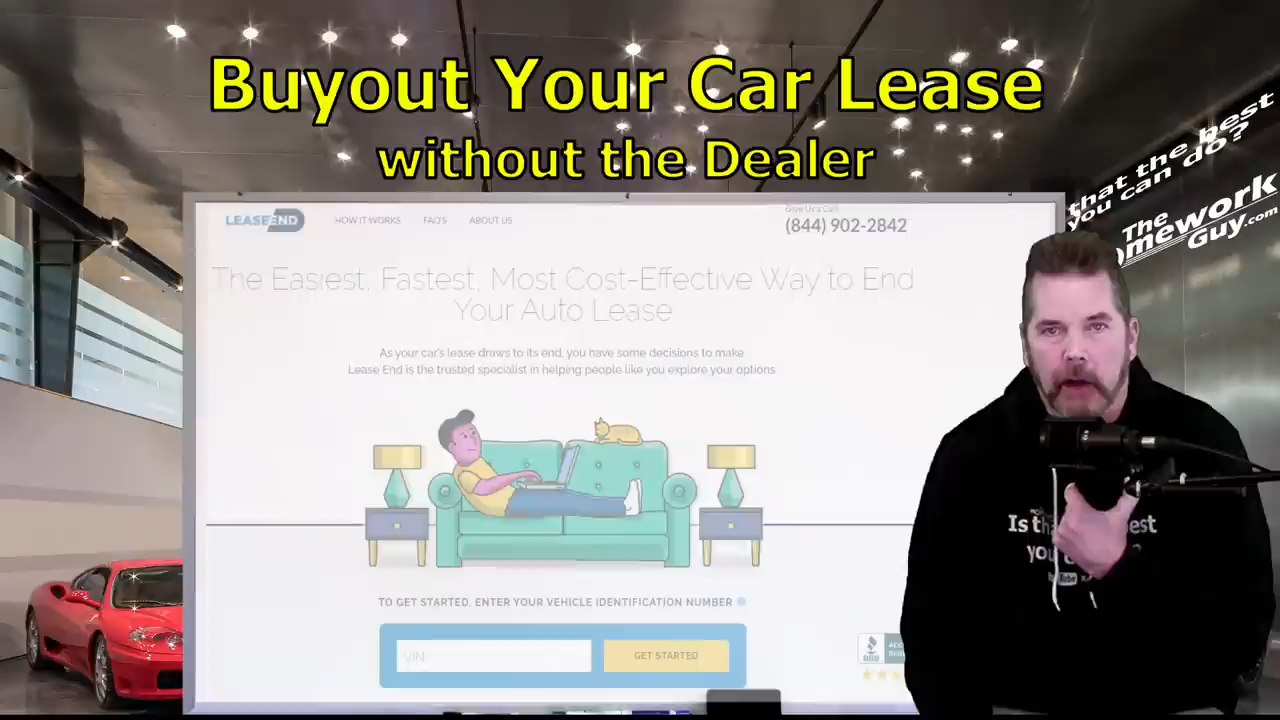 Buyout Your Car Lease
without the Dealer
that the best
you can do?
The
Guy.com
LEASEEND
HOW IT WORKS
FAQ'S
ABOUT US
Give Us a Call
(844) 902-2842
The Easiest, Fastest, Most Cost-Effective Way to End
Your Auto Lease
As your car's lease draws to its end, you have some decisions to make
Lease End is the trusted specialist in helping people like you explore your options
TO GET STARTED, ENTER YOUR VEHICLE IDENTIFICATION NUMBER
VIN
GET STARTED
BBB
Is